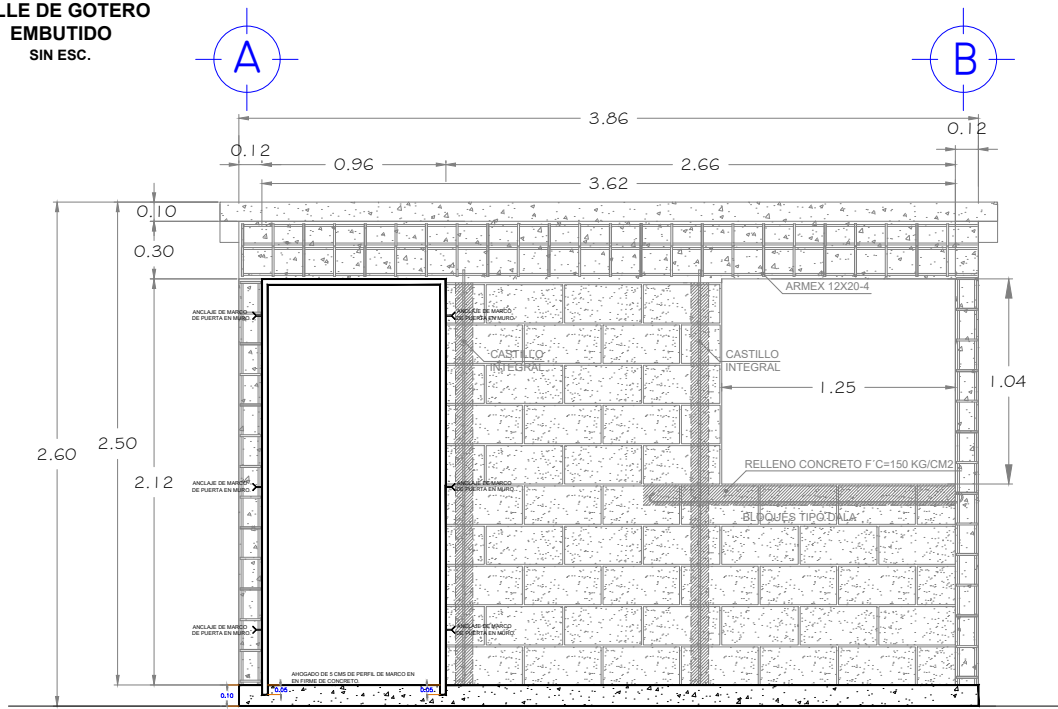 LLE DE GOTERO
EMBUTIDO
SIN ESC.
A
B
3.86
0.12
0.12
0.96
2.66
3.62
0.10
0.30
ARMEX 12X20-4
ANCLAJE DE MARCO
DE PUERTA EN MURO
ANCLAJE DE MARCO
DE PUERTA EN MURO
CASTILLO
INTEGRAL
CASTILLO
INTEGRAL
1.25
1.04
2.60
2.50
2.12
RELLENO CONCRETO F´C=150 KG/CM2
ANCLAJE DE MARCO
DE PUERTA EN MURO
ANCLAJE DE MARCO
DE PUERTA EN MURO
BLOQUES TIPO DALA
ANCLAJE DE MARCO
DE PUERTA EN MURO
ANCLAJE DE MARCO
DE PUERTA EN MURO
AHOGADO DE 5 CMS DE PERFIL DE MARCO EN
EN FIRME DE CONCRETO.
0.10
0.05
0.05